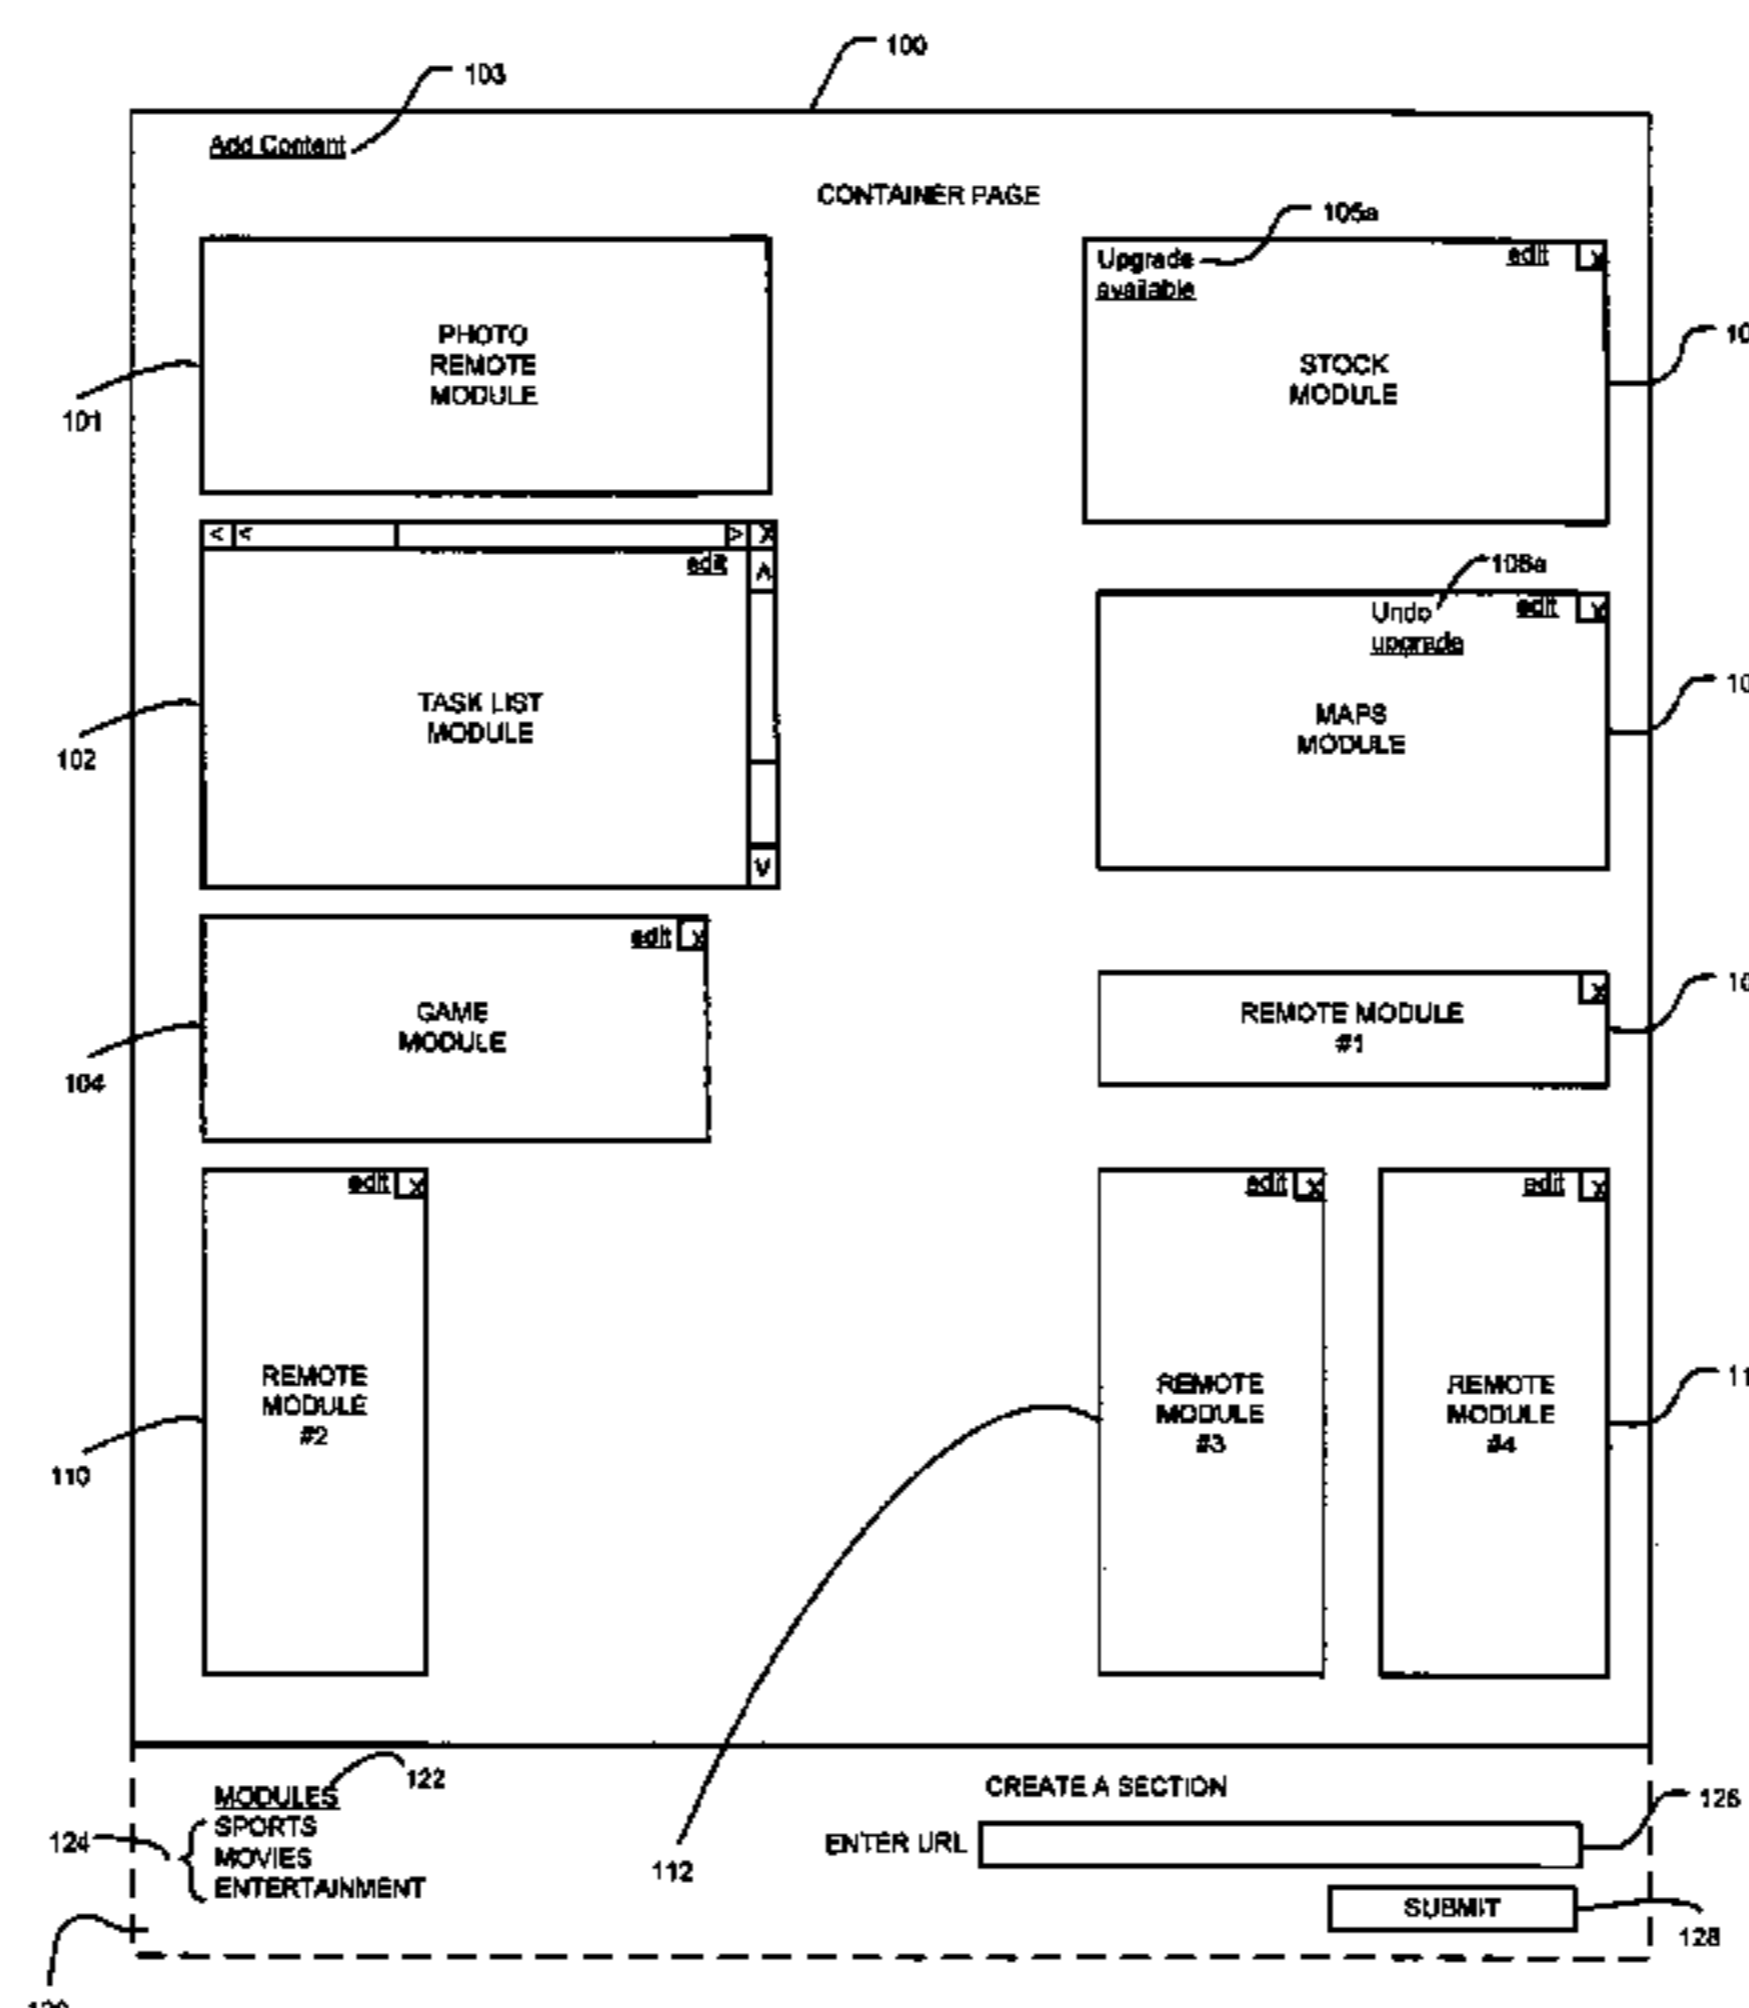 100
103
Add Content
CONTAINER PAGE
105a
Upgrade
available
edit X
PHOTO
REMOTE
MODULE
STOCK
MODULE
101
< < > X
edit
^
TASK LIST
MODULE
V
102
106a
Undo
upgrade
edit X
MAPS
MODULE
edit X
GAME
MODULE
104
X
REMOTE MODULE
#1
edit X
REMOTE
MODULE
#2
110
edit X
REMOTE
MODULE
#3
112
edit X
REMOTE
MODULE
#4
122
MODULES
124
SPORTS
MOVIES
ENTERTAINMENT
CREATE A SECTION
ENTER URL
126
SUBMIT
128